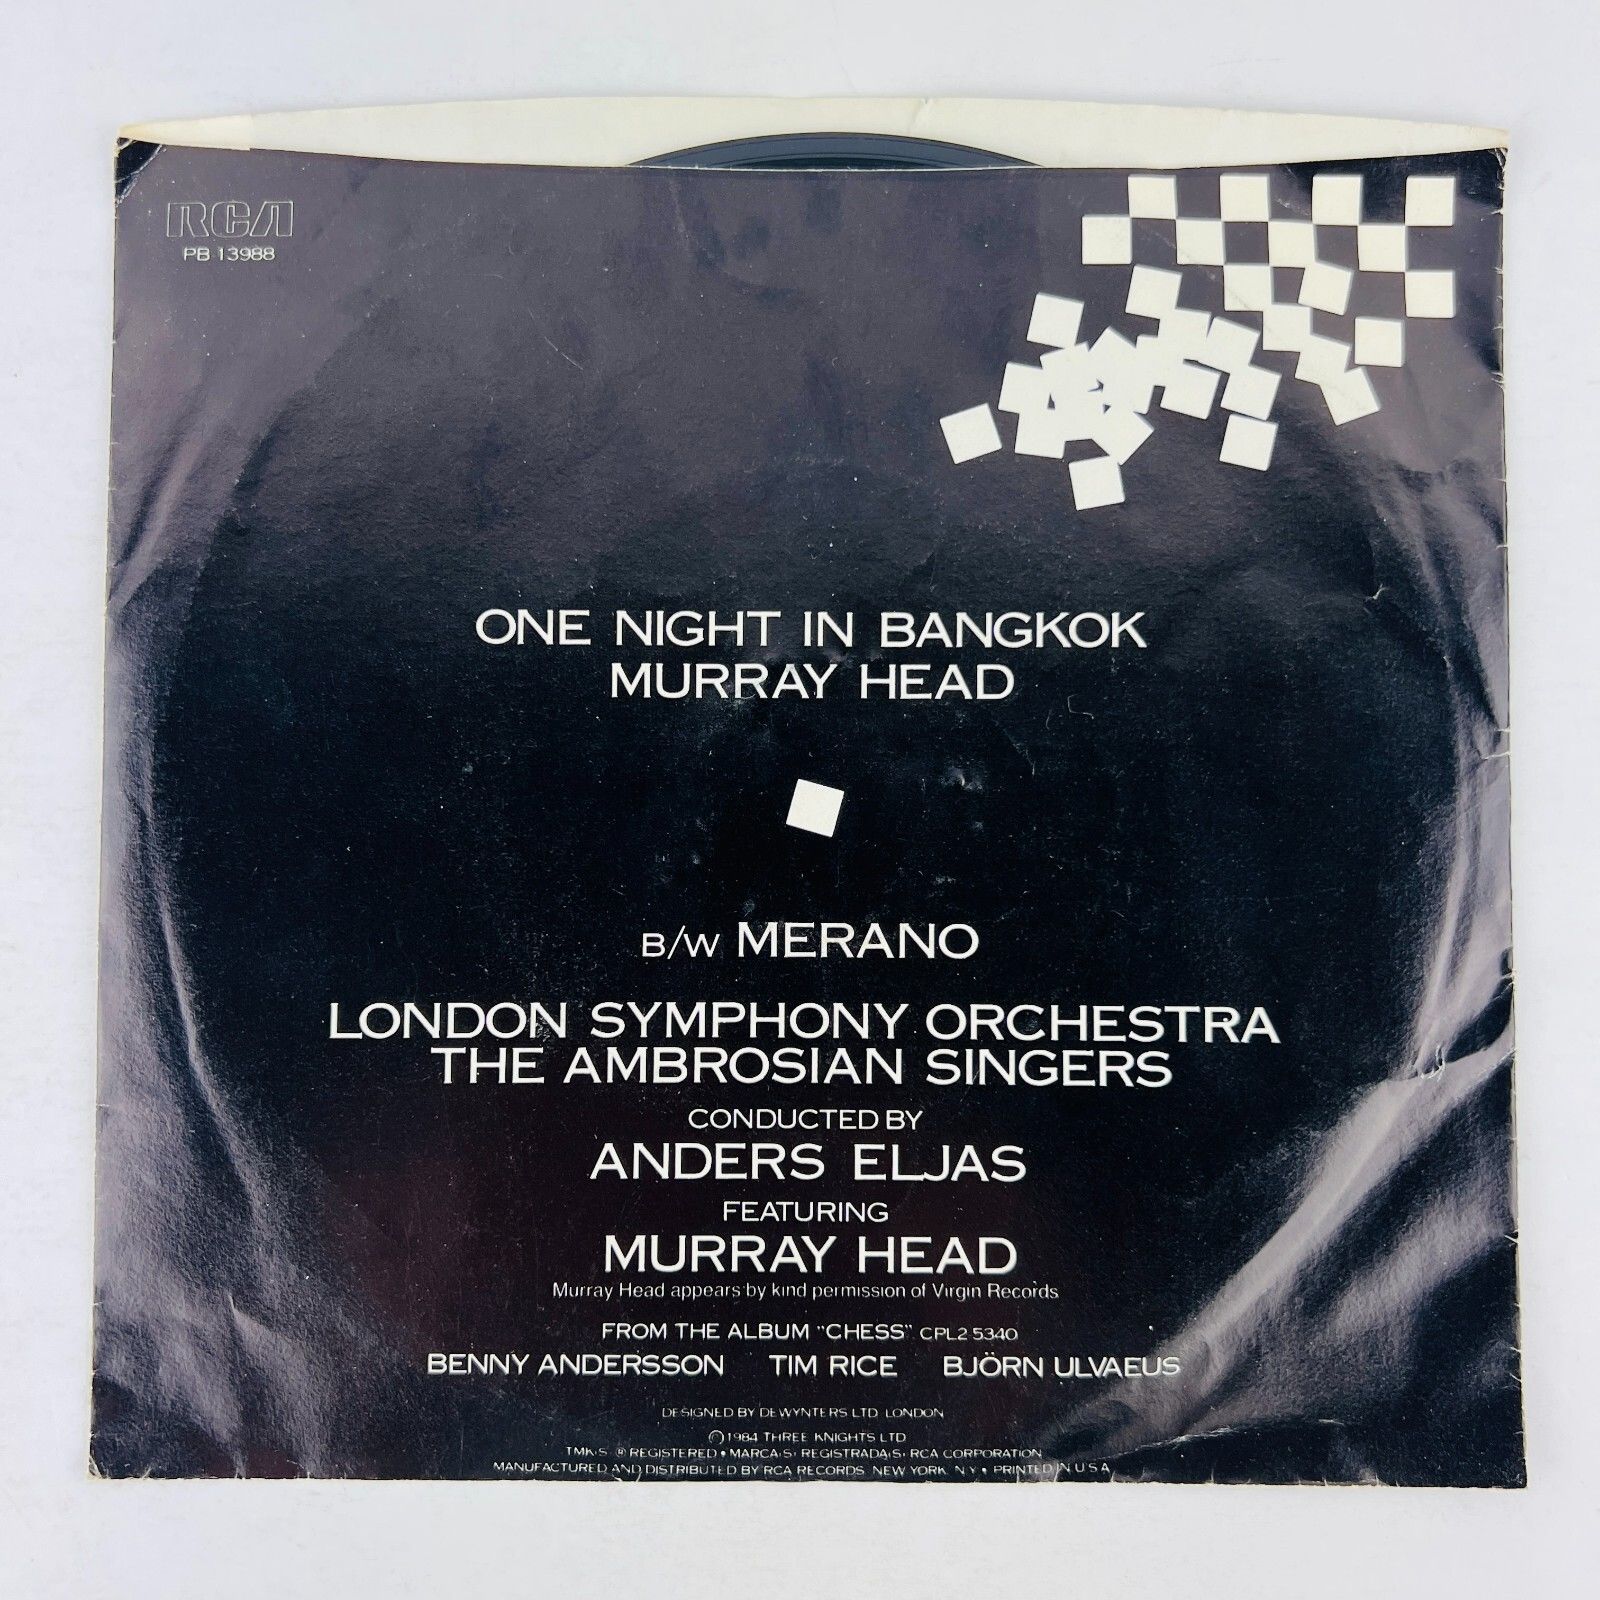 RCA
PB 13988
ONE NIGHT IN BANGKOK
MURRAY HEAD
B/W MERANO
LONDON SYMPHONY ORCHESTRA
THE AMBROSIAN SINGERS
CONDUCTED BY
ANDERS ELJAS
FEATURING
MURRAY HEAD
Murray Head appears by kind permission of Virgin Records
FROM THE ALBUM "CHESS" CPL2 5340
BENNY ANDERSSON TIM RICE BJÖRN ULVAEUS
DESIGNED BY DEWYNTERS LTD. LONDON
©1984 THREE KNIGHTS LTD
TMK(S) ® REGISTERED • MARCA(S) REGISTRADA(S) RCA CORPORATION
MANUFACTURED AND DISTRIBUTED BY RCA RECORDS, NEW YORK, N.Y. • PRINTED IN U.S.A.